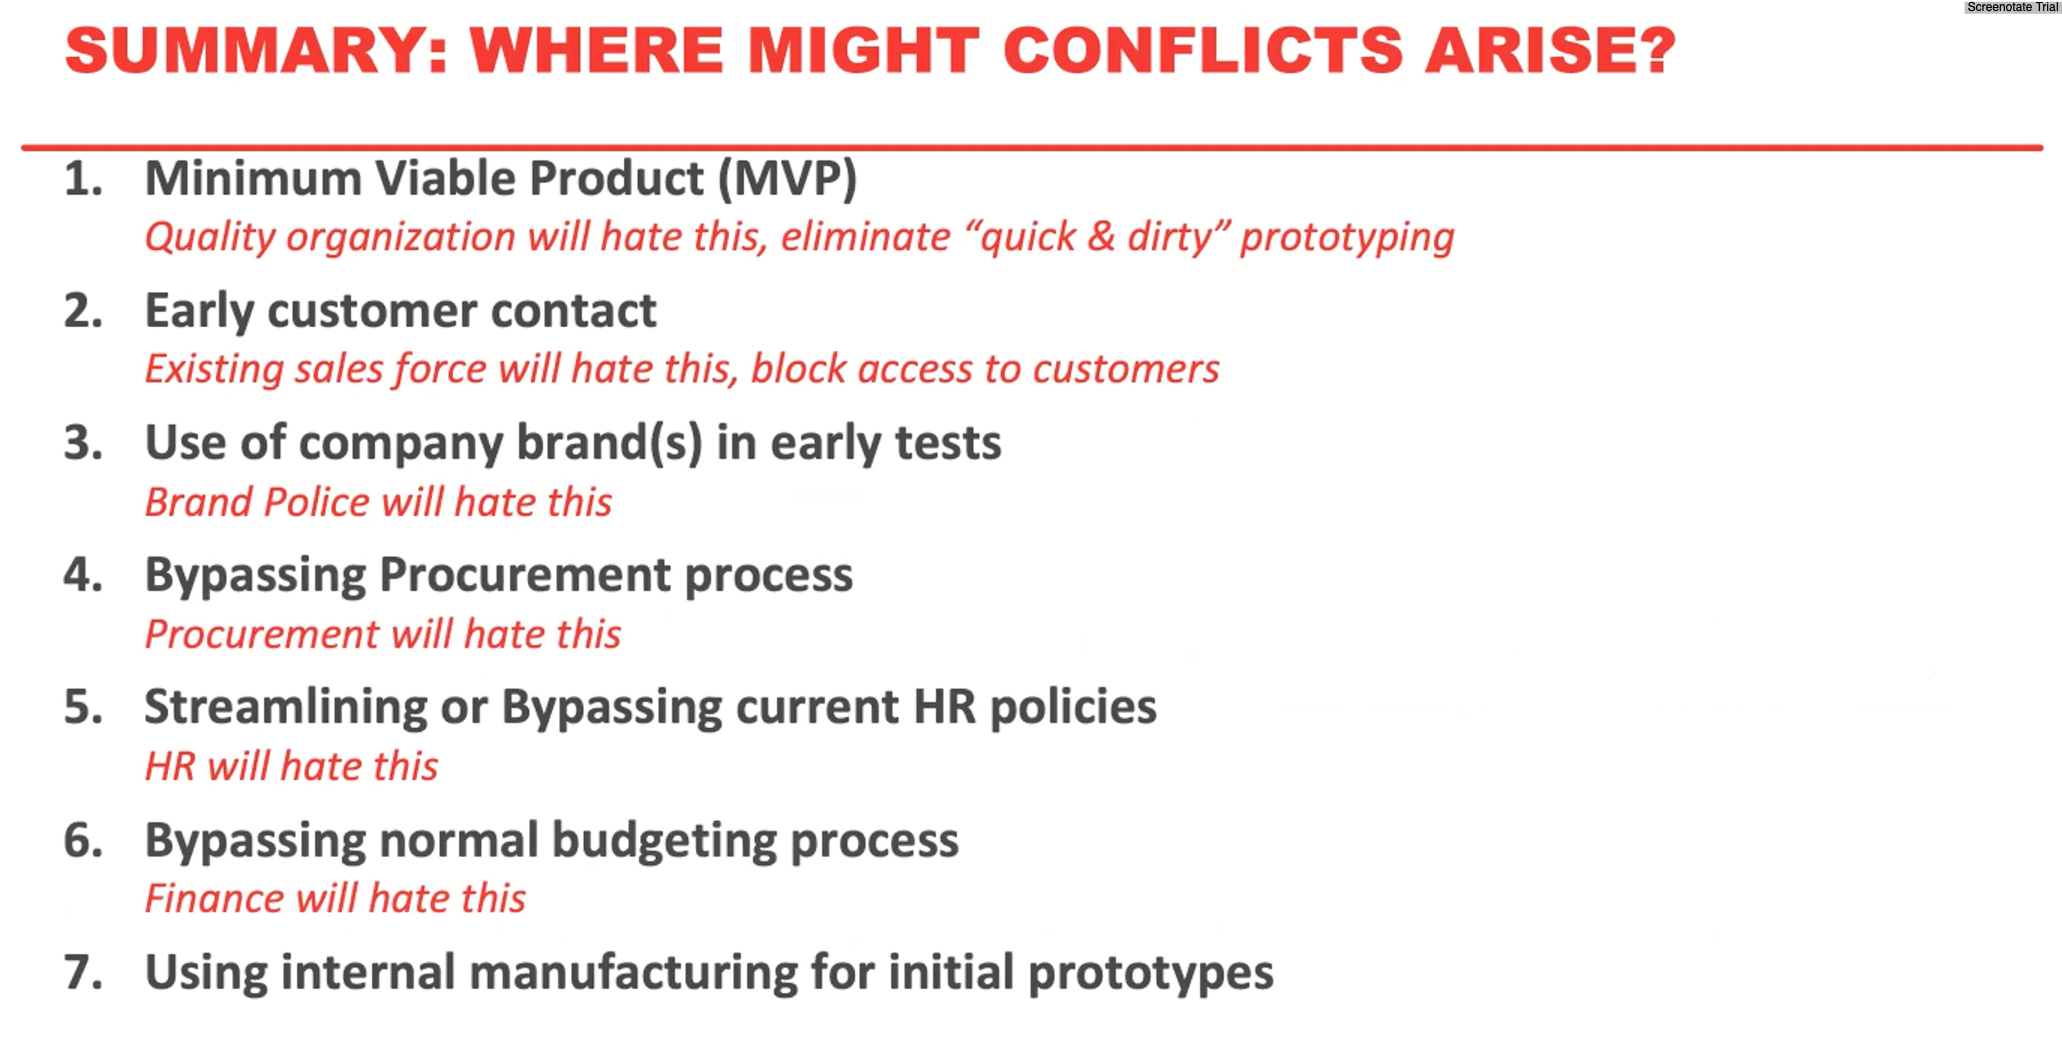 Screenotate Trial
SUMMARY: WHERE MIGHT CONFLICTS ARISE?
1. Minimum Viable Product (MVP)
Quality organization will hate this, eliminate “quick & dirty” prototyping
2. Early customer contact
Existing sales force will hate this, block access to customers
3. Use of company brand(s) in early tests
Brand Police will hate this
4. Bypassing Procurement process
Procurement will hate this
5. Streamlining or Bypassing current HR policies
HR will hate this
6. Bypassing normal budgeting process
Finance will hate this
7. Using internal manufacturing for initial prototypes